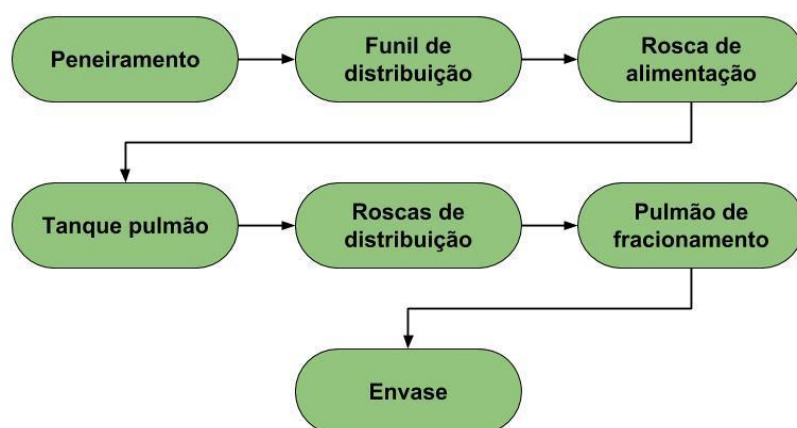 Peneiramento
Funil de
distribuição
Rosca de
alimentação
Tanque pulmão
Roscas de
distribuição
Pulmão de
fracionamento
Envase